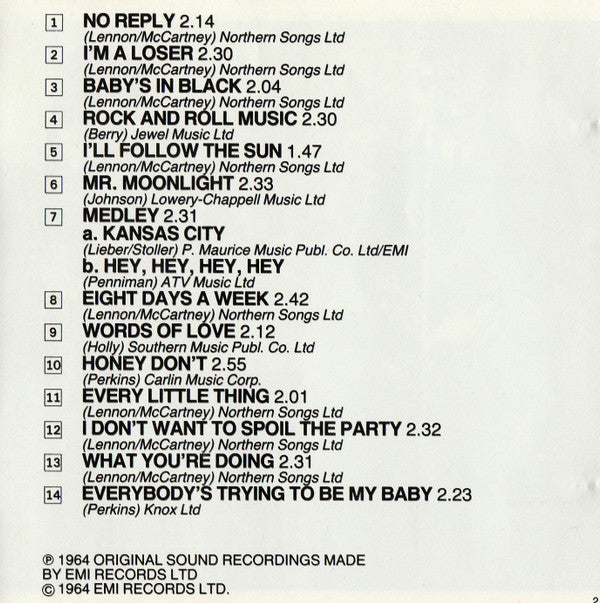 1 NO REPLY 2.14
(Lennon/McCartney) Northern Songs Ltd
2 I'M A LOSER 2.30
(Lennon/McCartney) Northern Songs Ltd
3 BABY'S IN BLACK 2.04
(Lennon/McCartney) Northern Songs Ltd
4 ROCK AND ROLL MUSIC 2.30
(Berry) Jewel Music Ltd
5 I'LL FOLLOW THE SUN 1.47
(Lennon/McCartney) Northern Songs Ltd
6 MR. MOONLIGHT 2.33
(Johnson) Lowery-Chappell Music Ltd
7 MEDLEY 2.31
a. KANSAS CITY
(Lieber/Stoller) P. Maurice Music Publ. Co. Ltd/EMI
b. HEY, HEY, HEY, HEY
(Penniman) ATV Music Ltd
8 EIGHT DAYS A WEEK 2.42
(Lennon/McCartney) Northern Songs Ltd
9 WORDS OF LOVE 2.12
(Holly) Southern Music Publ. Co. Ltd
10 HONEY DON'T 2.55
(Perkins) Carlin Music Corp.
11 EVERY LITTLE THING 2.01
(Lennon/McCartney) Northern Songs Ltd
12 I DON'T WANT TO SPOIL THE PARTY 2.32
(Lennon/McCartney) Northern Songs Ltd
13 WHAT YOU'RE DOING 2.31
(Lennon/McCartney) Northern Songs Ltd
14 EVERYBODY'S TRYING TO BE MY BABY 2.23
(Perkins) Knox Ltd
℗ 1964 ORIGINAL SOUND RECORDINGS MADE
BY EMI RECORDS LTD
© 1964 EMI RECORDS LTD.
2